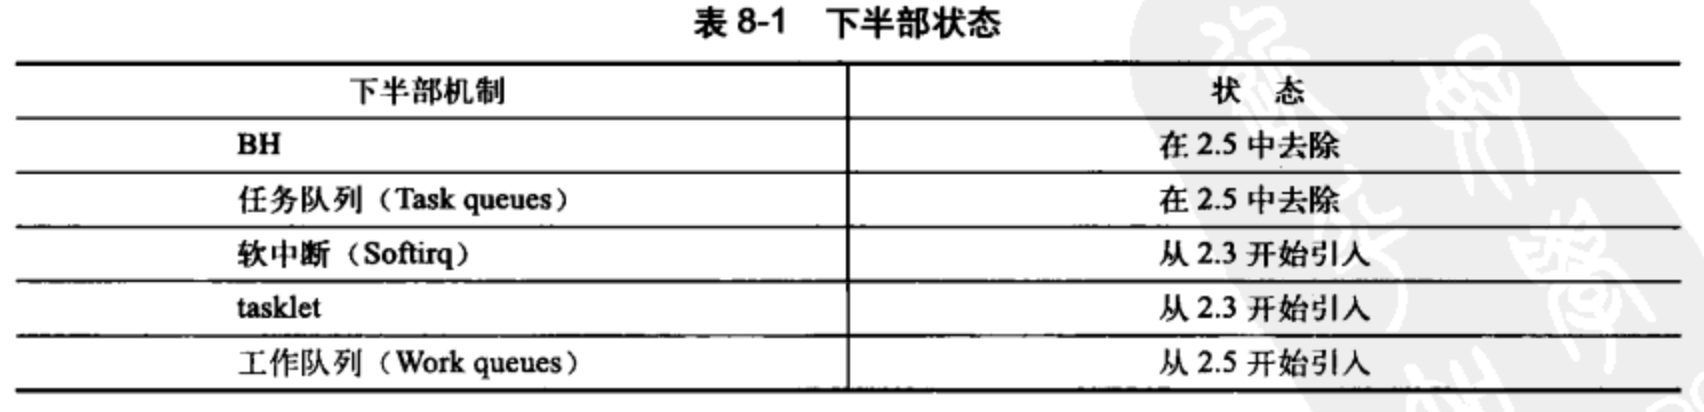 表 8-1 下半部状态
下半部机制 状 态
BH 在 2.5 中去除
任务队列（Task queues） 在 2.5 中去除
软中断（Softirq） 从 2.3 开始引入
tasklet 从 2.3 开始引入
工作队列（Work queues） 从 2.5 开始引入